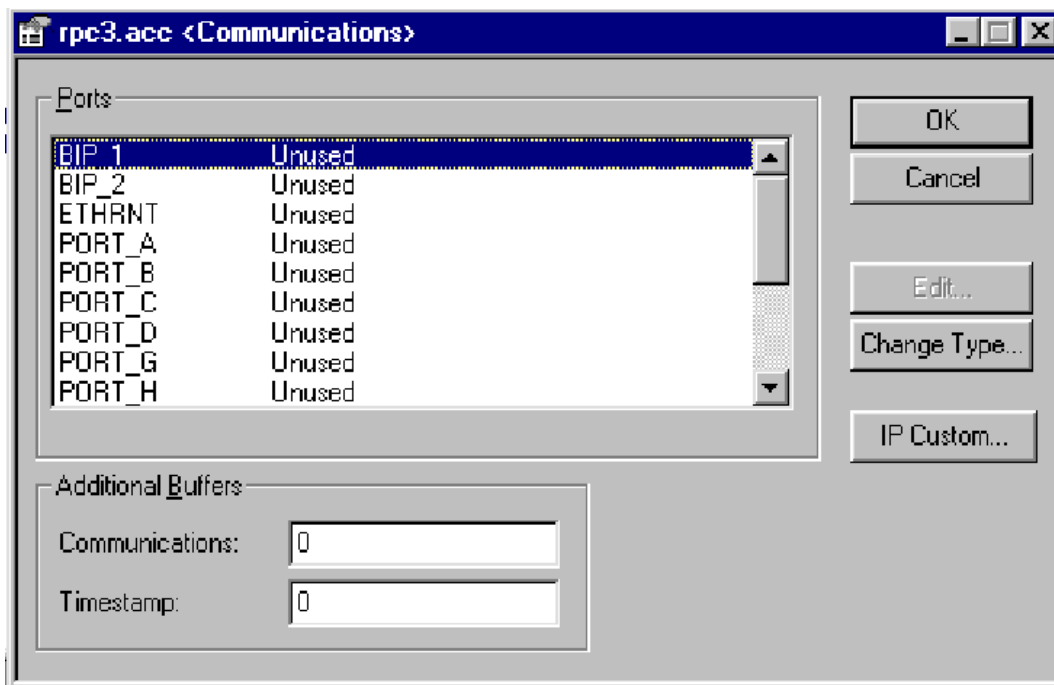 rpc3.acc <Communications>
Ports
BIP_1 Unused
BIP_2 Unused
ETHRNT Unused
PORT_A Unused
PORT_B Unused
PORT_C Unused
PORT_D Unused
PORT_G Unused
PORT_H Unused
OK
Cancel
Edit...
Change Type...
IP Custom...
Additional Buffers
Communications: 0
Timestamp: 0